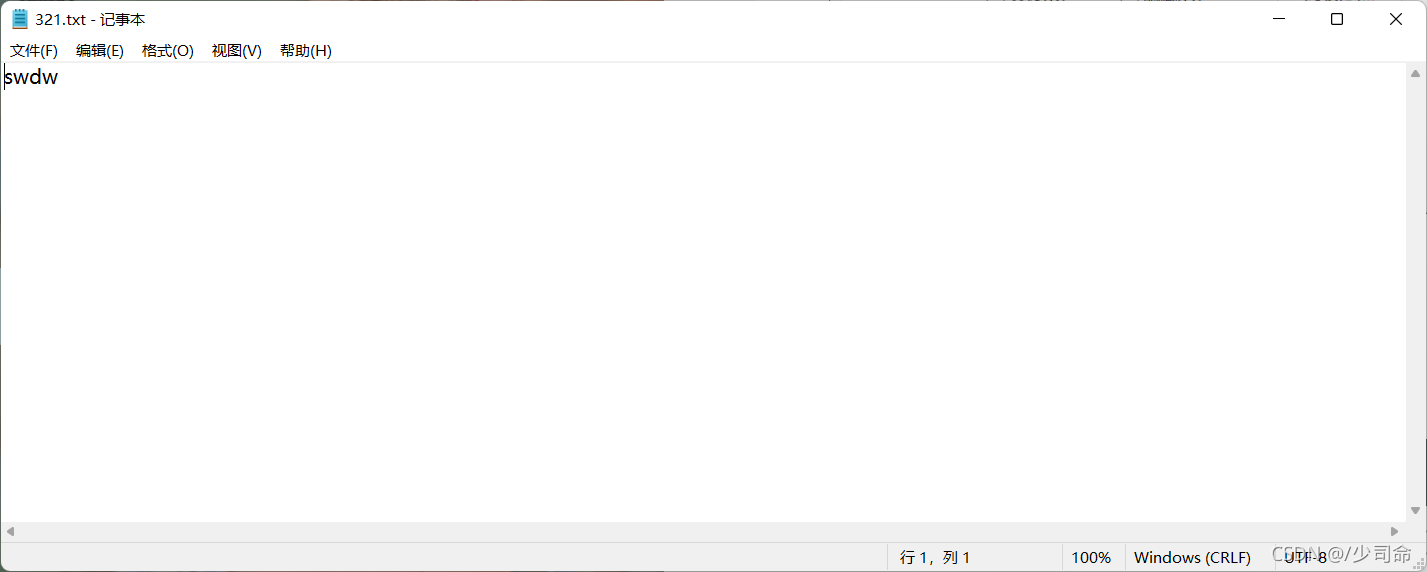 321.txt - 记事本
文件(F) 编辑(E) 格式(O) 视图(V) 帮助(H)
swdw
行 1，列 1 100% Windows (CRLF) UTF-8
CSDN @/少司命